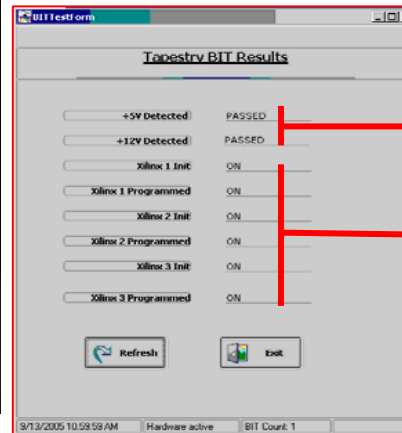 BITTestForm
Tapestry BIT Results
+5V Detected PASSED
+12V Detected PASSED
Xilinx 1 Init ON
Xilinx 1 Programmed ON
Xilinx 2 Init ON
Xilinx 2 Programmed ON
Xilinx 3 Init ON
Xilinx 3 Programmed ON
Refresh Exit
9/13/2005 10:59:59 AM Hardware active BIT Count: 1